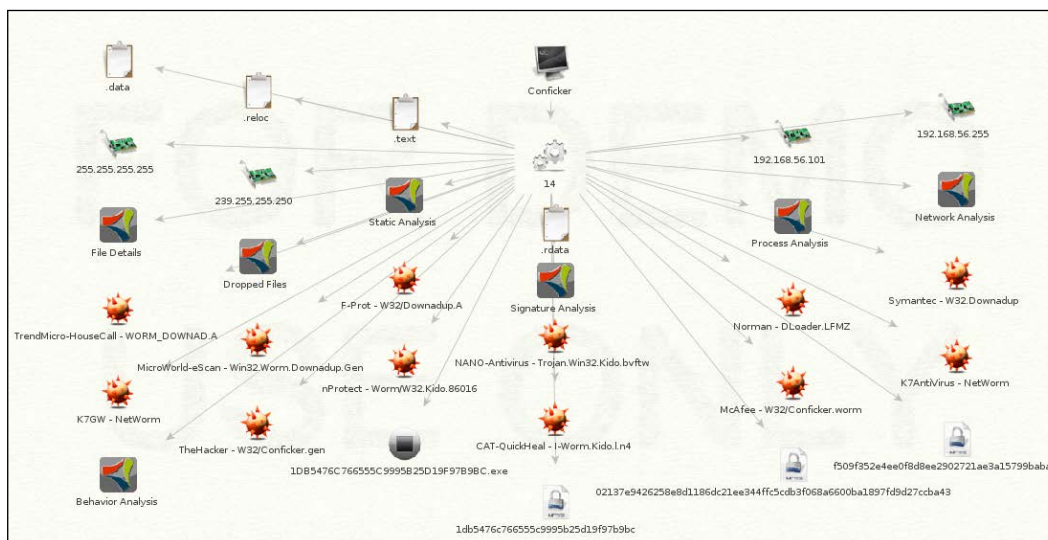 .data
Conficker
.reloc
.text
192.168.56.255
255.255.255.255
192.168.56.101
239.255.255.250
14
Static Analysis
Network Analysis
File Details
.rdata
Process Analysis
Dropped Files
F-Prot - W32/Downadup.A
Signature Analysis
Symantec - W32.Downadup
TrendMicro-HouseCall - WORM_DOWNAD.A
Norman - DLoader.LFMZ
MicroWorld-eScan - Win32.Worm.Downadup.Gen
NANO-Antivirus - Trojan.Win32.Kido.bvftw
K7GW - NetWorm
nProtect - Worm/W32.Kido.86016
K7AntiVirus - NetWorm
McAfee - W32/Conficker.worm
TheHacker - W32/Conficker.gen
CAT-QuickHeal - I-Worm.Kido.l.n4
1DB5476C766555C9995B25D19F97B9BC.exe
f509f352e4ee0f8d8ee2902721ae3a15799baba
Behavior Analysis
02137e9426258e8d1186dc21ee344ffc5cdb3f068a6600ba1897fd9d27ccba43
1db5476c766555c9995b25d19f97b9bc